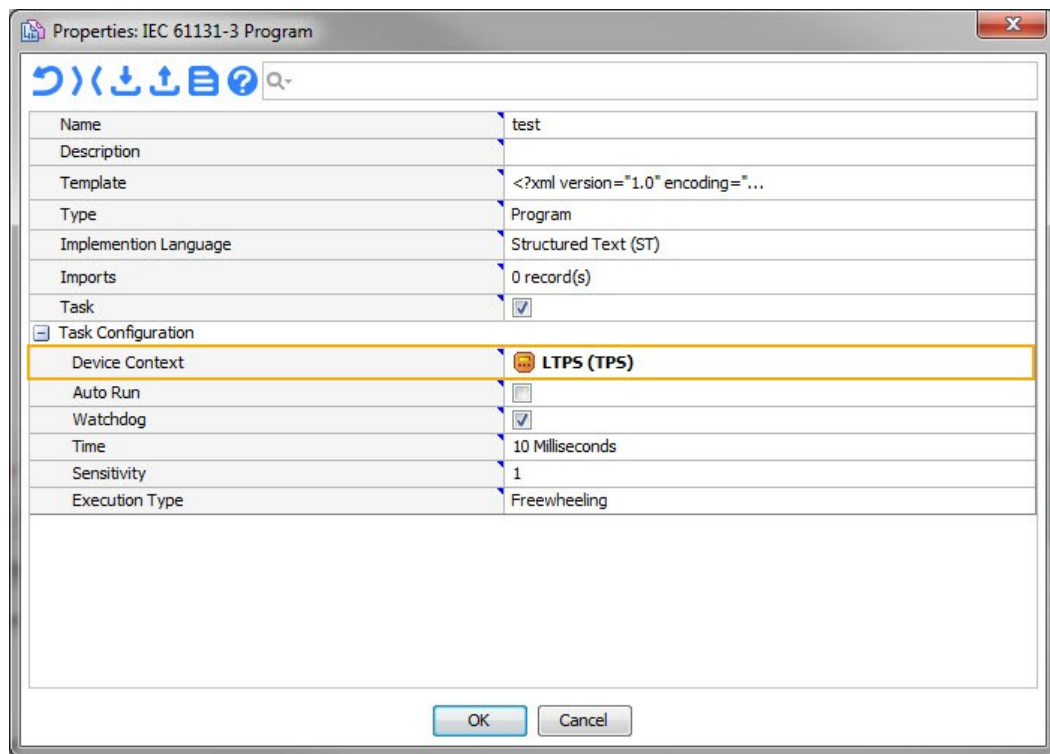 Properties: IEC 61131-3 Program
Name test
Description
Template <?xml version="1.0" encoding="...
Type Program
Implemention Language Structured Text (ST)
Imports 0 record(s)
Task
Task Configuration
Device Context LTPS (TPS)
Auto Run
Watchdog
Time 10 Milliseconds
Sensitivity 1
Execution Type Freewheeling
OK Cancel